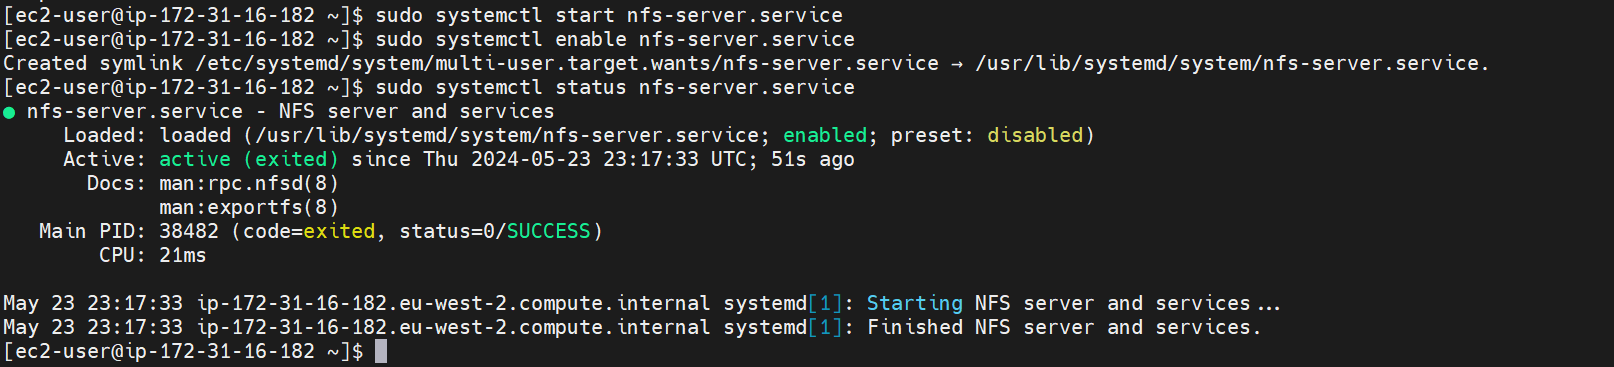 [ec2-user@ip-172-31-16-182 ~]$ sudo systemctl start nfs-server.service
[ec2-user@ip-172-31-16-182 ~]$ sudo systemctl enable nfs-server.service
Created symlink /etc/systemd/system/multi-user.target.wants/nfs-server.service → /usr/lib/systemd/system/nfs-server.service.
[ec2-user@ip-172-31-16-182 ~]$ sudo systemctl status nfs-server.service
● nfs-server.service - NFS server and services
     Loaded: loaded (/usr/lib/systemd/system/nfs-server.service; enabled; preset: disabled)
     Active: active (exited) since Thu 2024-05-23 23:17:33 UTC; 51s ago
       Docs: man:rpc.nfsd(8)
             man:exportfs(8)
   Main PID: 38482 (code=exited, status=0/SUCCESS)
        CPU: 21ms

May 23 23:17:33 ip-172-31-16-182.eu-west-2.compute.internal systemd[1]: Starting NFS server and services...
May 23 23:17:33 ip-172-31-16-182.eu-west-2.compute.internal systemd[1]: Finished NFS server and services.
[ec2-user@ip-172-31-16-182 ~]$